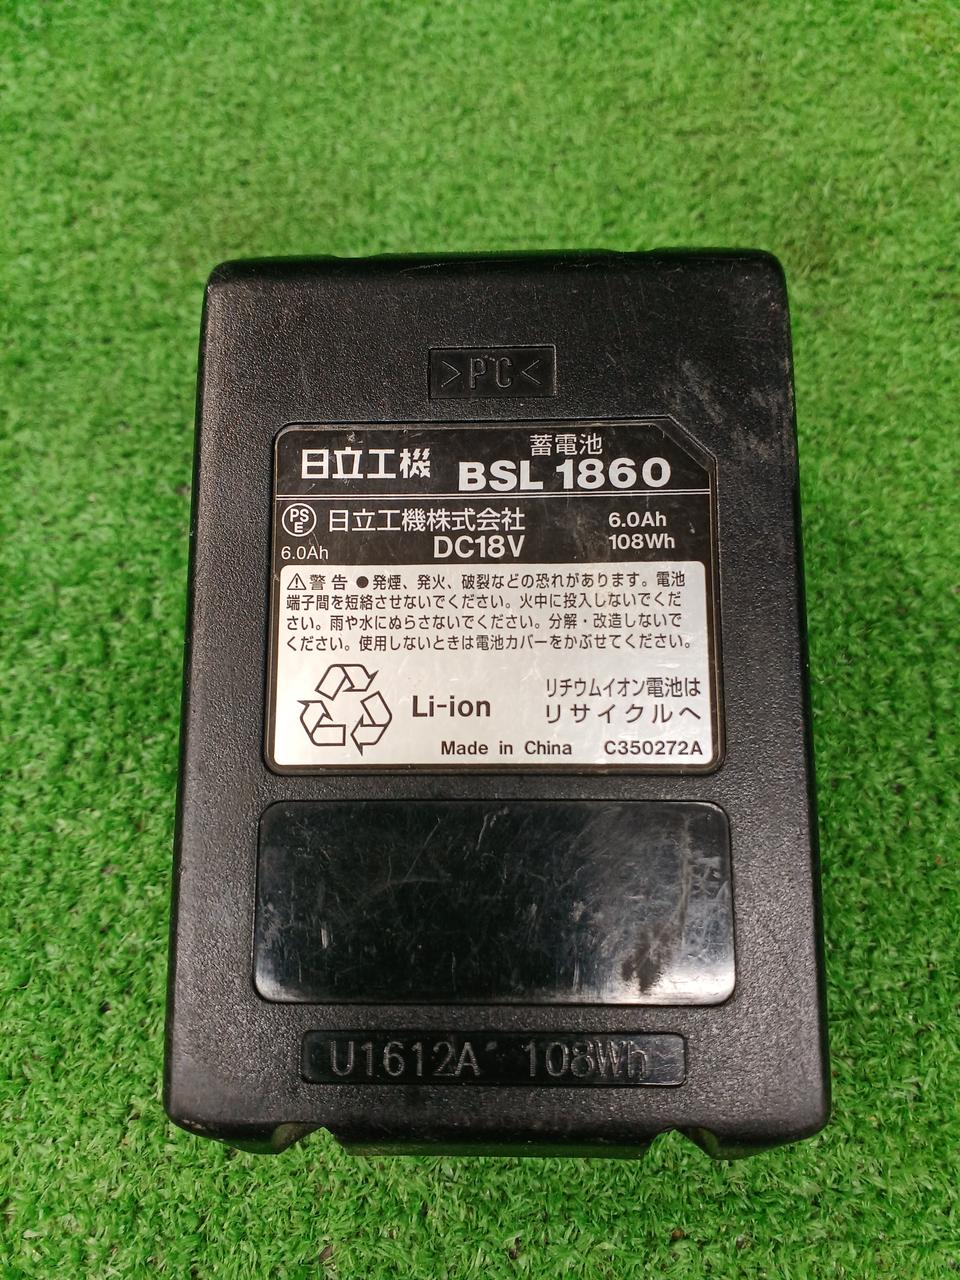 >PC<
日立工機
蓄電池
BSL 1860
PS
E
日立工機株式会社
6.0Ah
6.0Ah
DC18V
108Wh
⚠警告 ●発煙、発火、破裂などの恐れがあります。電池
端子間を短絡させないでください。火中に投入しないでくだ
さい。雨や水にぬらさないでください。分解・改造しないで
ください。使用しないときは電池カバーをかぶせてください。
Li-ion
リチウムイオン電池は
リサイクルへ
Made in China C350272A
U1612A 108Wh